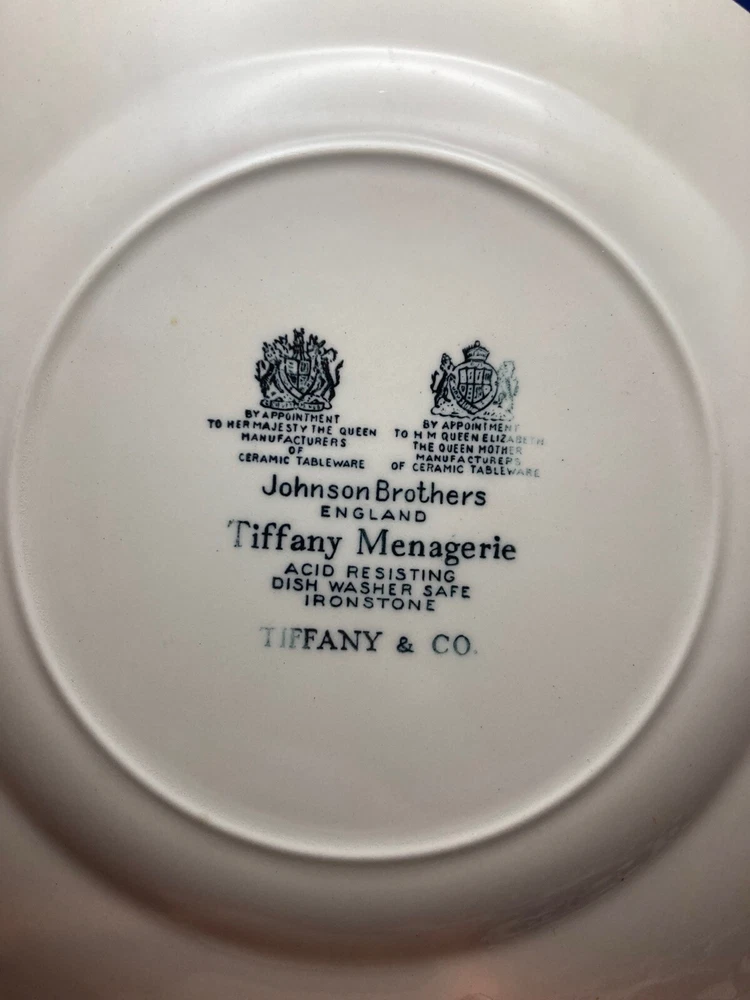 BY APPOINTMENT
TO HER MAJESTY THE QUEEN
MANUFACTURERS
OF
CERAMIC TABLEWARE
BY APPOINTMENT
TO H M QUEEN ELIZABETH
THE QUEEN MOTHER
MANUFACTURERS
OF CERAMIC TABLEWARE
Johnson Brothers
ENGLAND
Tiffany Menagerie
ACID RESISTING
DISH WASHER SAFE
IRONSTONE
TIFFANY & CO.